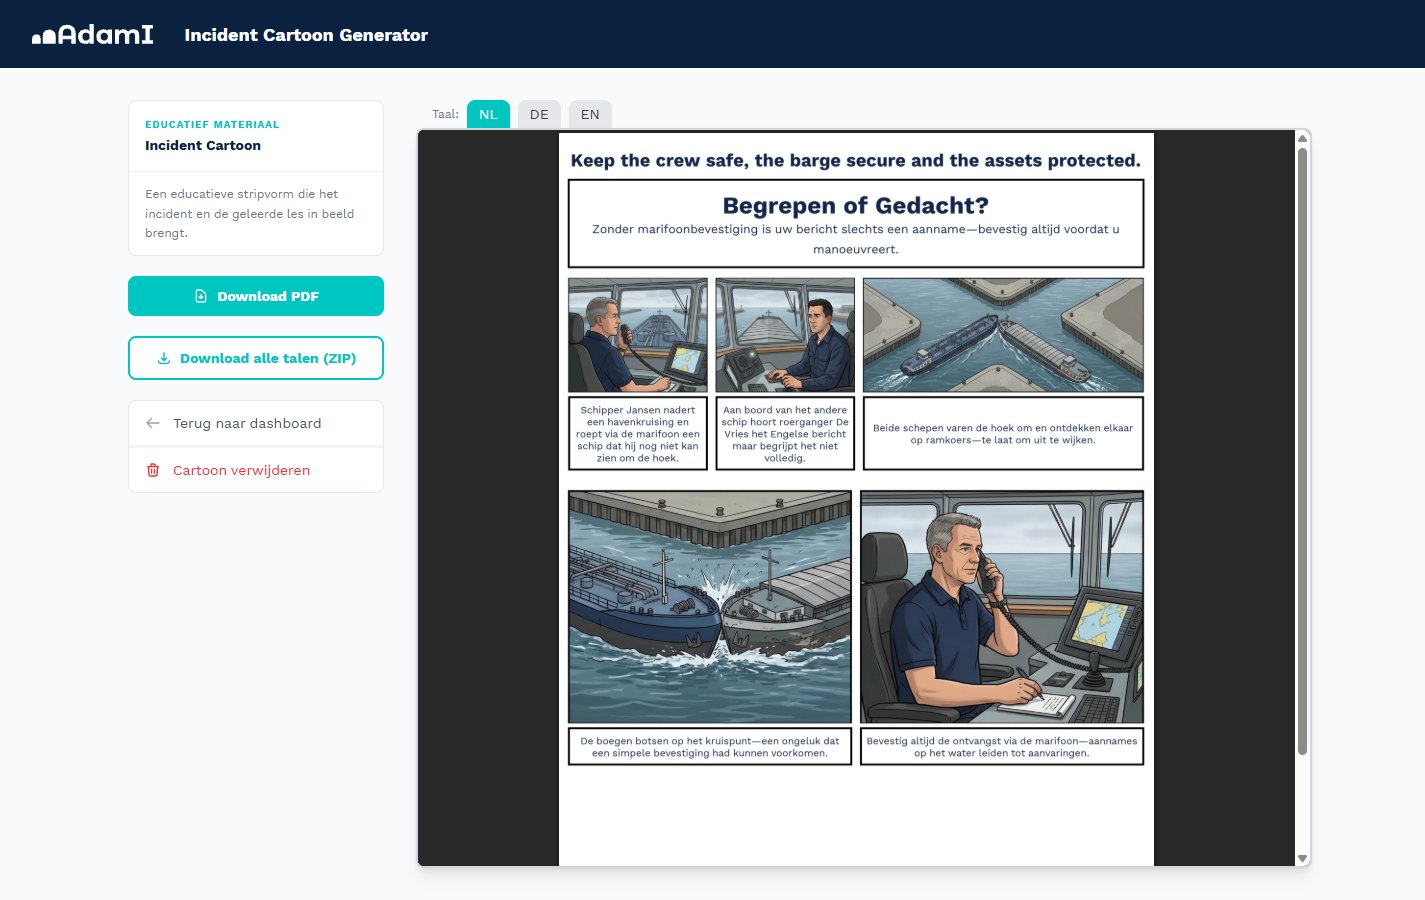 AdamI
Incident Cartoon Generator
EDUCATIEF MATERIAAL
Incident Cartoon
Een educatieve stripvorm die het
incident en de geleerde les in beeld
brengt.
Download PDF
Download alle talen (ZIP)
Terug naar dashboard
Cartoon verwijderen
Taal:
NL
DE
EN
Keep the crew safe, the barge secure and the assets protected.
Begrepen of Gedacht?
Zonder marifoonbevestiging is uw bericht slechts een aanname—bevestig altijd voordat u
manoeuvreert.
Schipper Jansen nadert
een havenkruising en
roept via de marifoon een
schip dat hij nog niet kan
zien om de hoek.
Aan boord van het andere
schip hoort roerganger De
Vries het Engelse bericht
maar begrijpt het niet
volledig.
Beide schepen varen de hoek om en ontdekken elkaar
op ramkoers—te laat om uit te wijken.
De boegen botsen op het kruispunt—een ongeluk dat
een simpele bevestiging had kunnen voorkomen.
Bevestig altijd de ontvangst via de marifoon—aannames
op het water leiden tot aanvaringen.